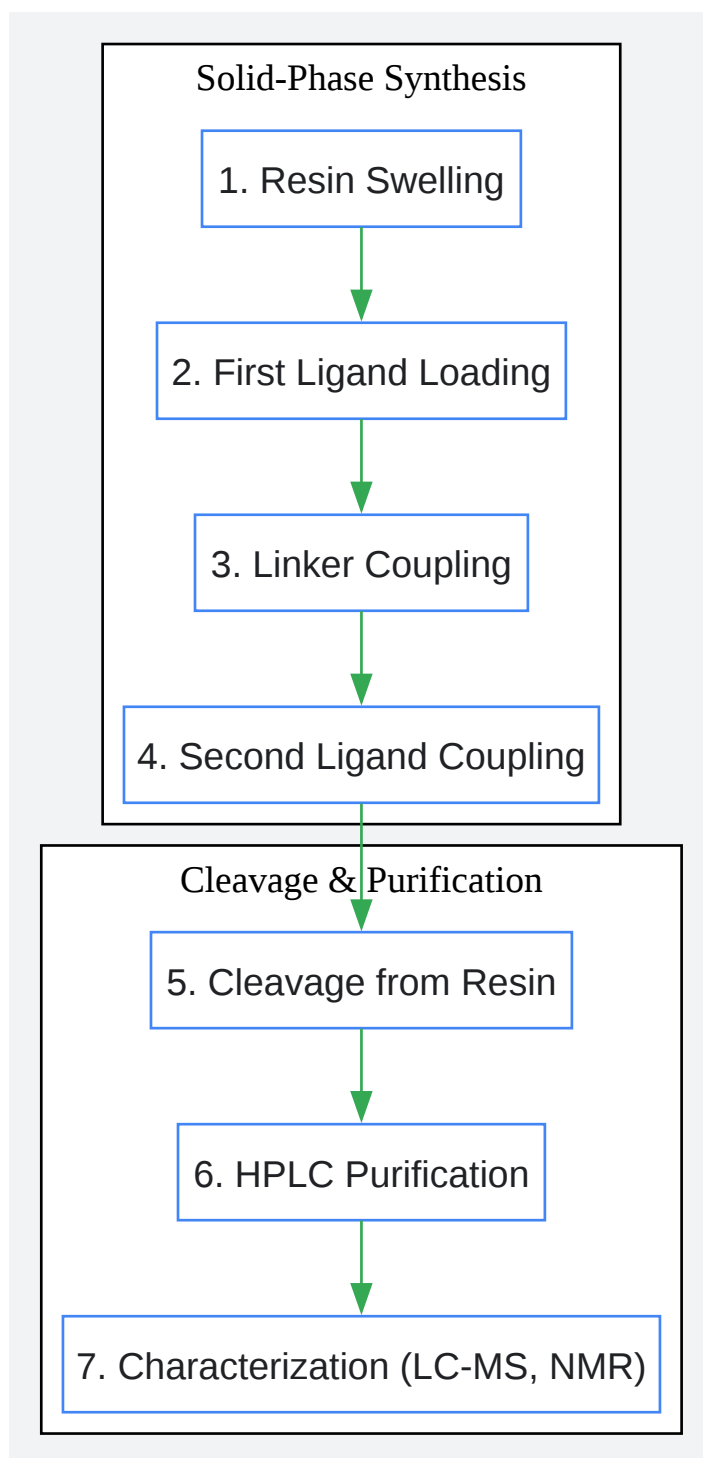 Solid-Phase Synthesis
1. Resin Swelling
2. First Ligand Loading
3. Linker Coupling
4. Second Ligand Coupling
Cleavage & Purification
5. Cleavage from Resin
6. HPLC Purification
7. Characterization (LC-MS, NMR)